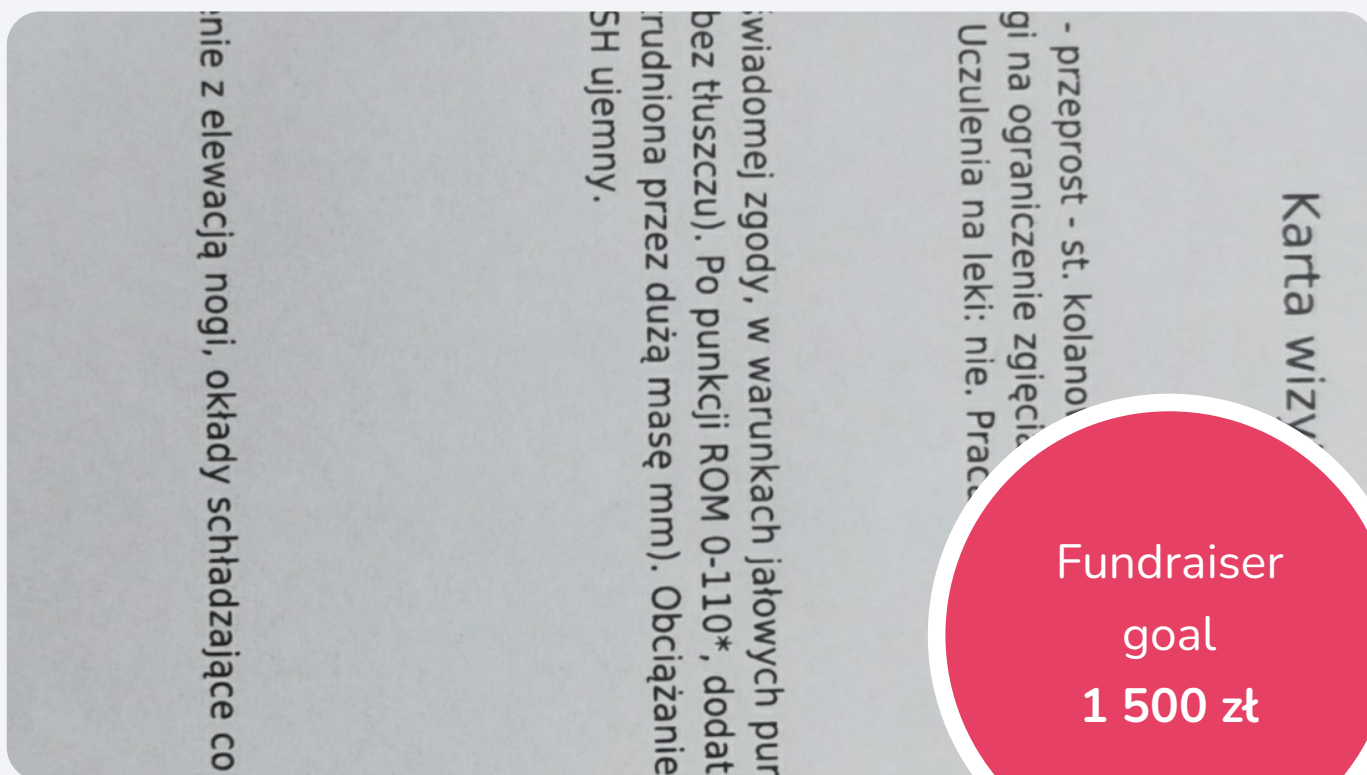 Karta wizy
- przeprost - st. kolano
gi na ograniczenie zgięcia
Uczulenia na leki: nie. Prac
świadomej zgody, w warunkach jałowych pun
bez tłuszczu). Po punkcji ROM 0-110*, dodat
rudniona przez dużą masę mm). Obciążanie
SH ujemny.
enie z elewacją nogi, okłady schładzające co
Fundraiser
goal
1 500 zł